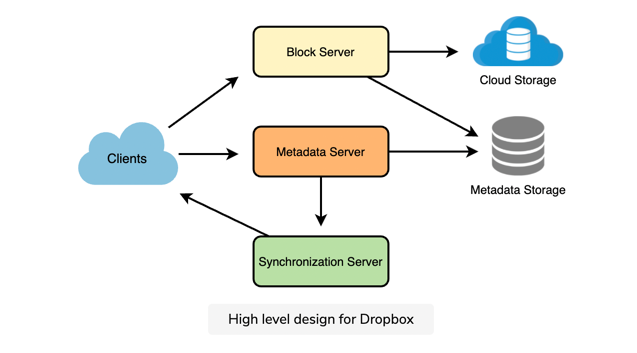 Block Server
Cloud Storage
Clients
Metadata Server
Metadata Storage
Synchronization Server
High level design for Dropbox